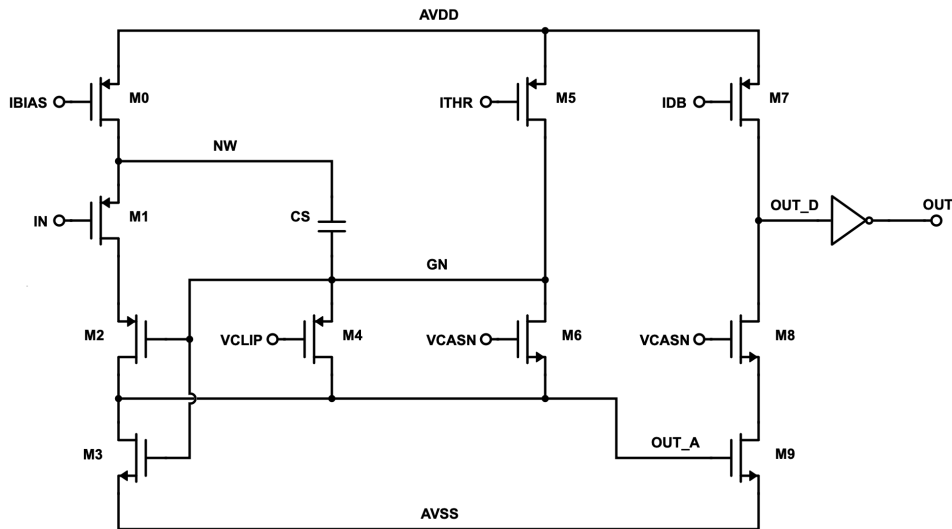 AVDD
IBIAS
M0
ITHR
M5
IDB
M7
NW
IN
M1
CS
OUT_D
OUT
GN
M2
VCLIP
M4
VCASN
M6
VCASN
M8
M3
OUT_A
M9
AVSS